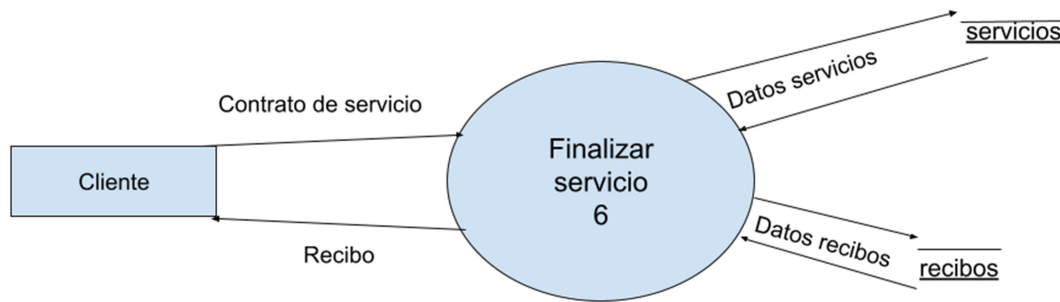 servicios
Datos servicios
Contrato de servicio
Finalizar
servicio
6
Cliente
Recibo
Datos recibos
recibos